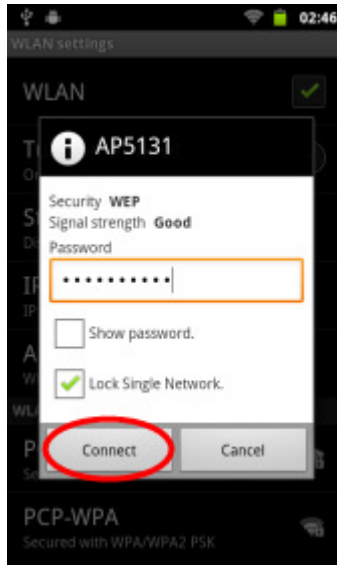 02:46
WLAN settings
WLAN
AP5131
Security WEP
Signal strength Good
Password
••••••••••
Show password.
Lock Single Network.
Connect
Cancel
PCP-WPA
Secured with WPA/WPA2 PSK